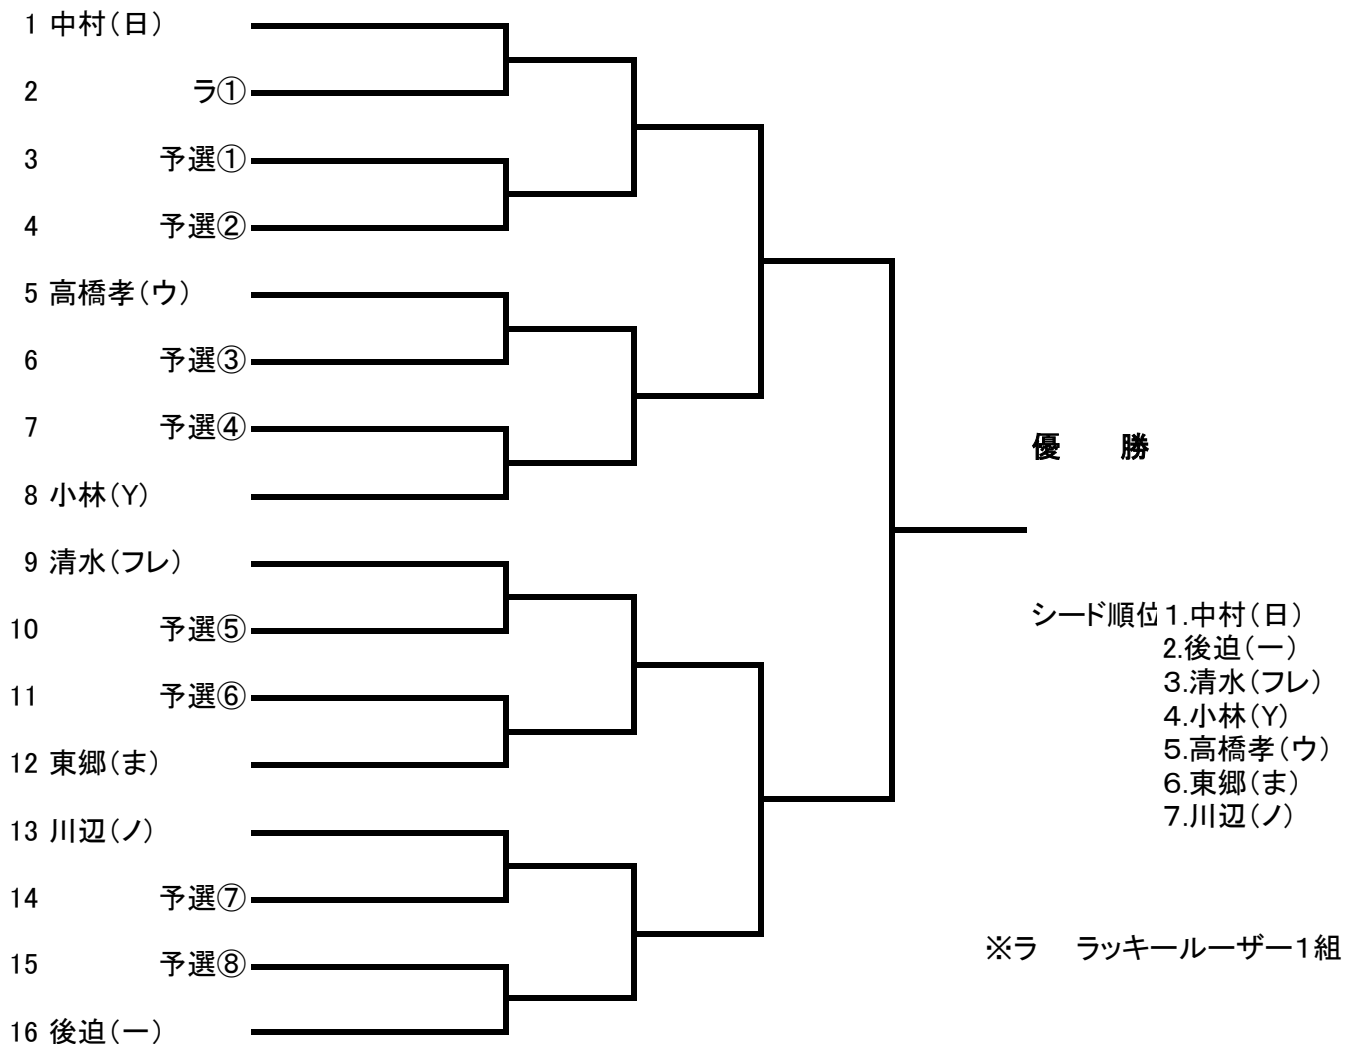 1 中村(日)
2 ラ①
3 予選①
4 予選②
5 高橋孝(ウ)
6 予選③
7 予選④
8 小林(Y)
9 清水(フレ)
10 予選⑤
11 予選⑥
12 東郷(ま)
13 川辺(ノ)
14 予選⑦
15 予選⑧
16 後迫(一)
優 勝
シード順位 1.中村(日)
2.後迫(一)
3.清水(フレ)
4.小林(Y)
5.高橋孝(ウ)
6.東郷(ま)
7.川辺(ノ)
※ラ ラッキールーザー1組